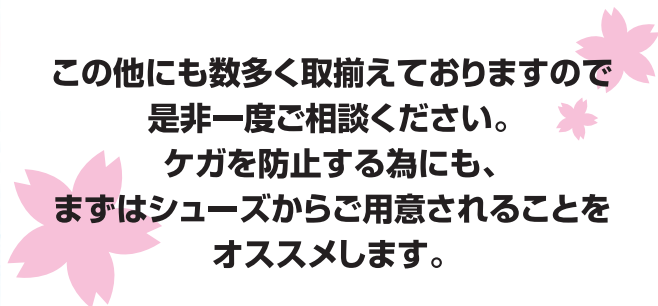 この他にも数多く取揃えておりますので
是非一度ご相談ください。
ケガを防止する為にも、
まずはシューズからご用意されることを
オススメします。